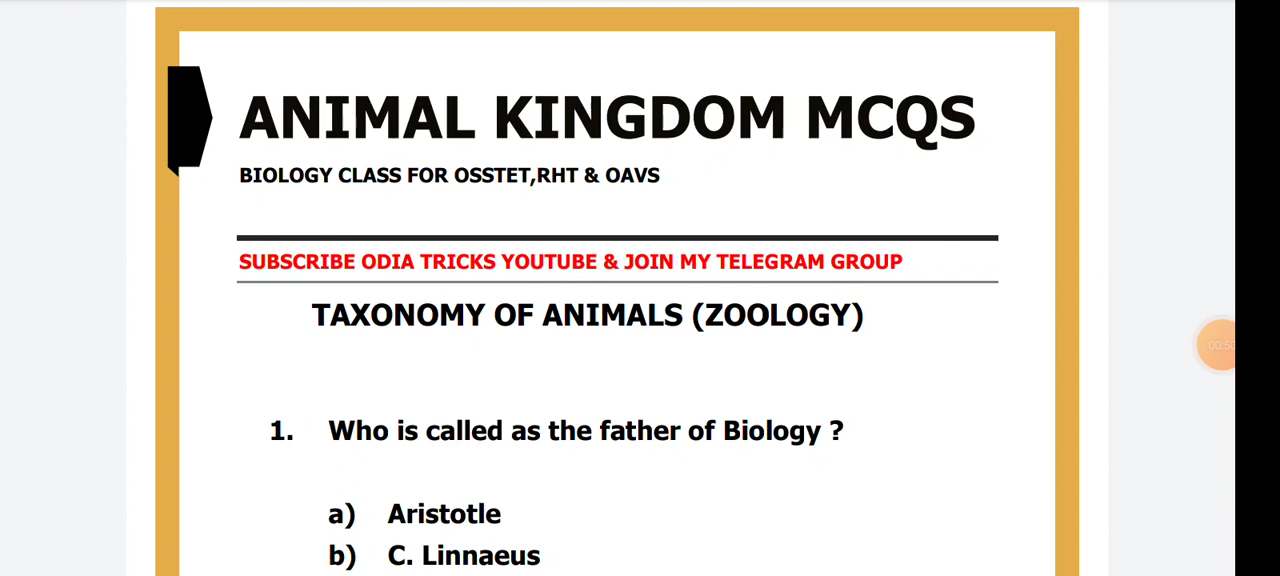 ANIMAL KINGDOM MCQS
BIOLOGY CLASS FOR OSSTET,RHT & OAVS
SUBSCRIBE ODIA TRICKS YOUTUBE & JOIN MY TELEGRAM GROUP
TAXONOMY OF ANIMALS (ZOOLOGY)
1. Who is called as the father of Biology ?
a) Aristotle
b) C. Linnaeus